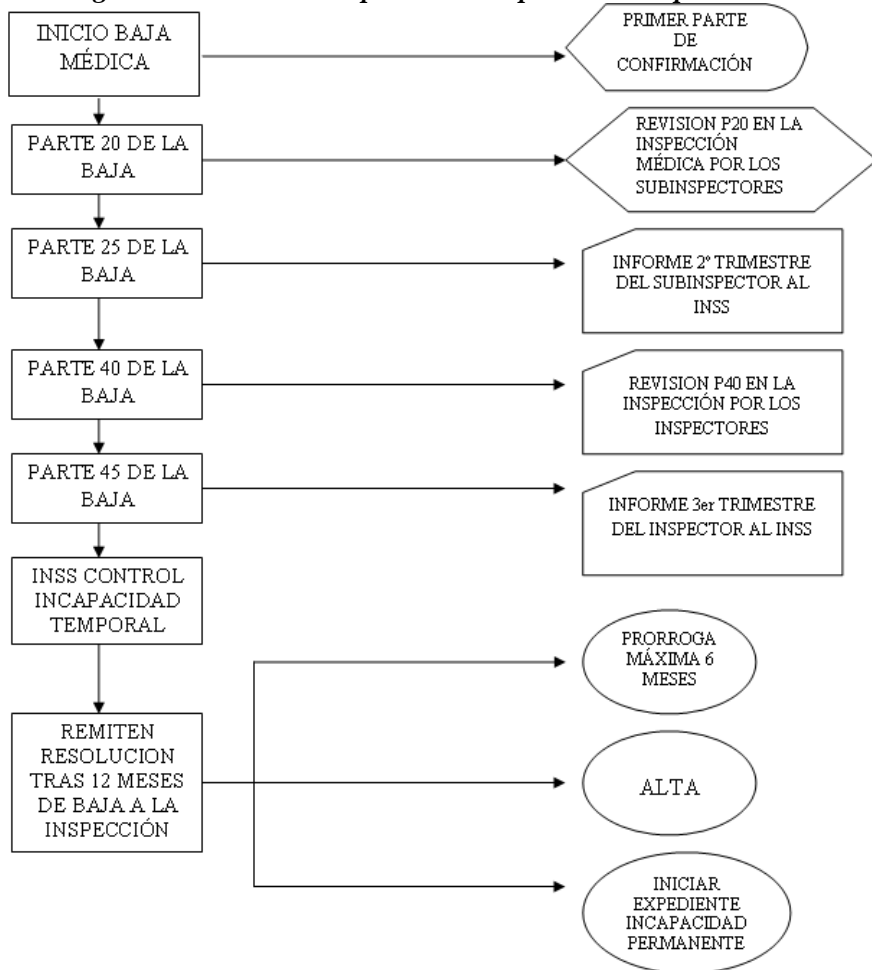 INICIO BAJA
MÉDICA
PRIMER PARTE
DE
CONFIRMACIÓN
PARTE 20 DE LA
BAJA
REVISION P20 EN LA
INSPECCIÓN
MÉDICA POR LOS
SUBINSPECTORES
PARTE 25 DE LA
BAJA
INFORME 2º TRIMESTRE
DEL SUBINSPECTOR AL
INSS
PARTE 40 DE LA
BAJA
REVISION P40 EN LA
INSPECCIÓN POR LOS
INSPECTORES
PARTE 45 DE LA
BAJA
INFORME 3er TRIMESTRE
DEL INSPECTOR AL INSS
INSS CONTROL
INCAPACIDAD
TEMPORAL
PRORROGA
MÁXIMA 6
MESES
REMITEN
RESOLUCION
TRAS 12 MESES
DE BAJA A LA
INSPECCIÓN
ALTA
INICIAR
EXPEDIENTE
INCAPACIDAD
PERMANENTE